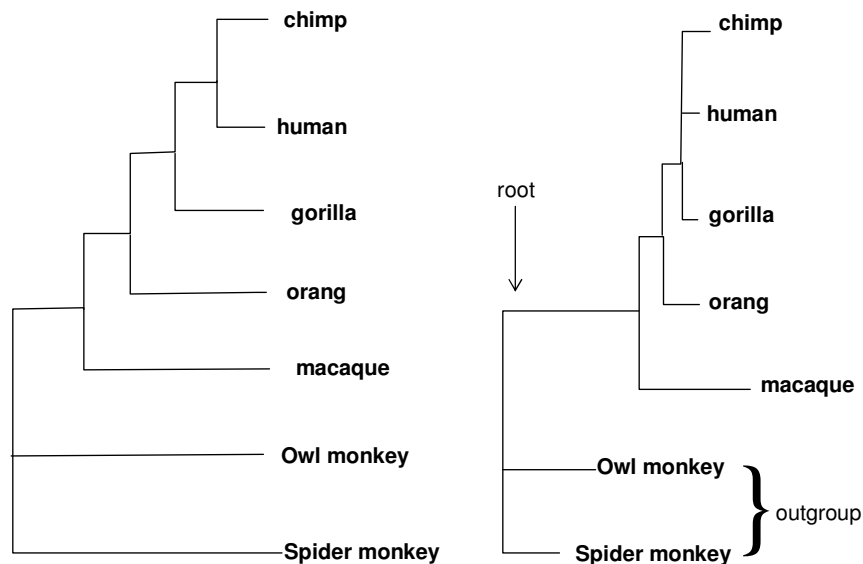 chimp
human
gorilla
orang
macaque
Owl monkey
Spider monkey
chimp
human
root
gorilla
orang
macaque
Owl monkey
outgroup
Spider monkey